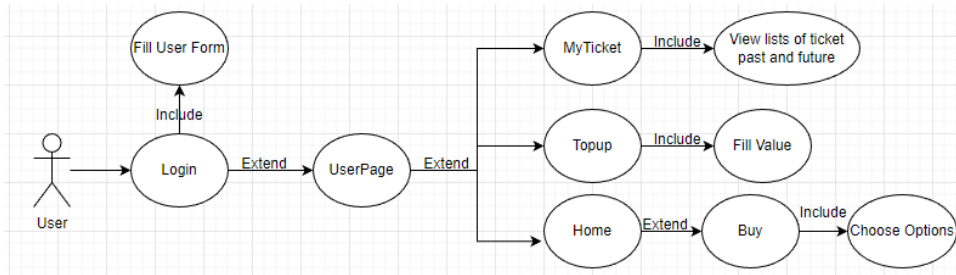 Fill User Form
Include
User
Login
Extend
UserPage
Extend
MyTicket
Include
View lists of ticket
past and future
Topup
Include
Fill Value
Home
Extend
Buy
Include
Choose Options